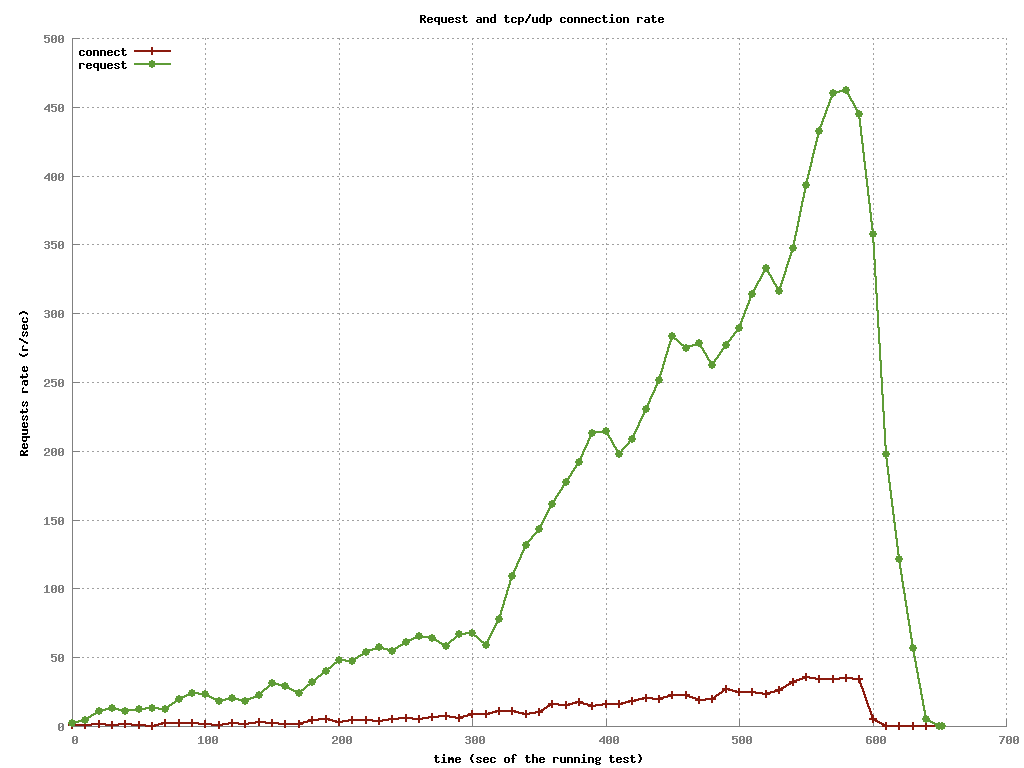 Request and tcp/udp connection rate
connect
request
500
450
400
350
300
250
200
150
100
50
0
Requests rate (r/sec)
0 100 200 300 400 500 600 700
time (sec of the running test)